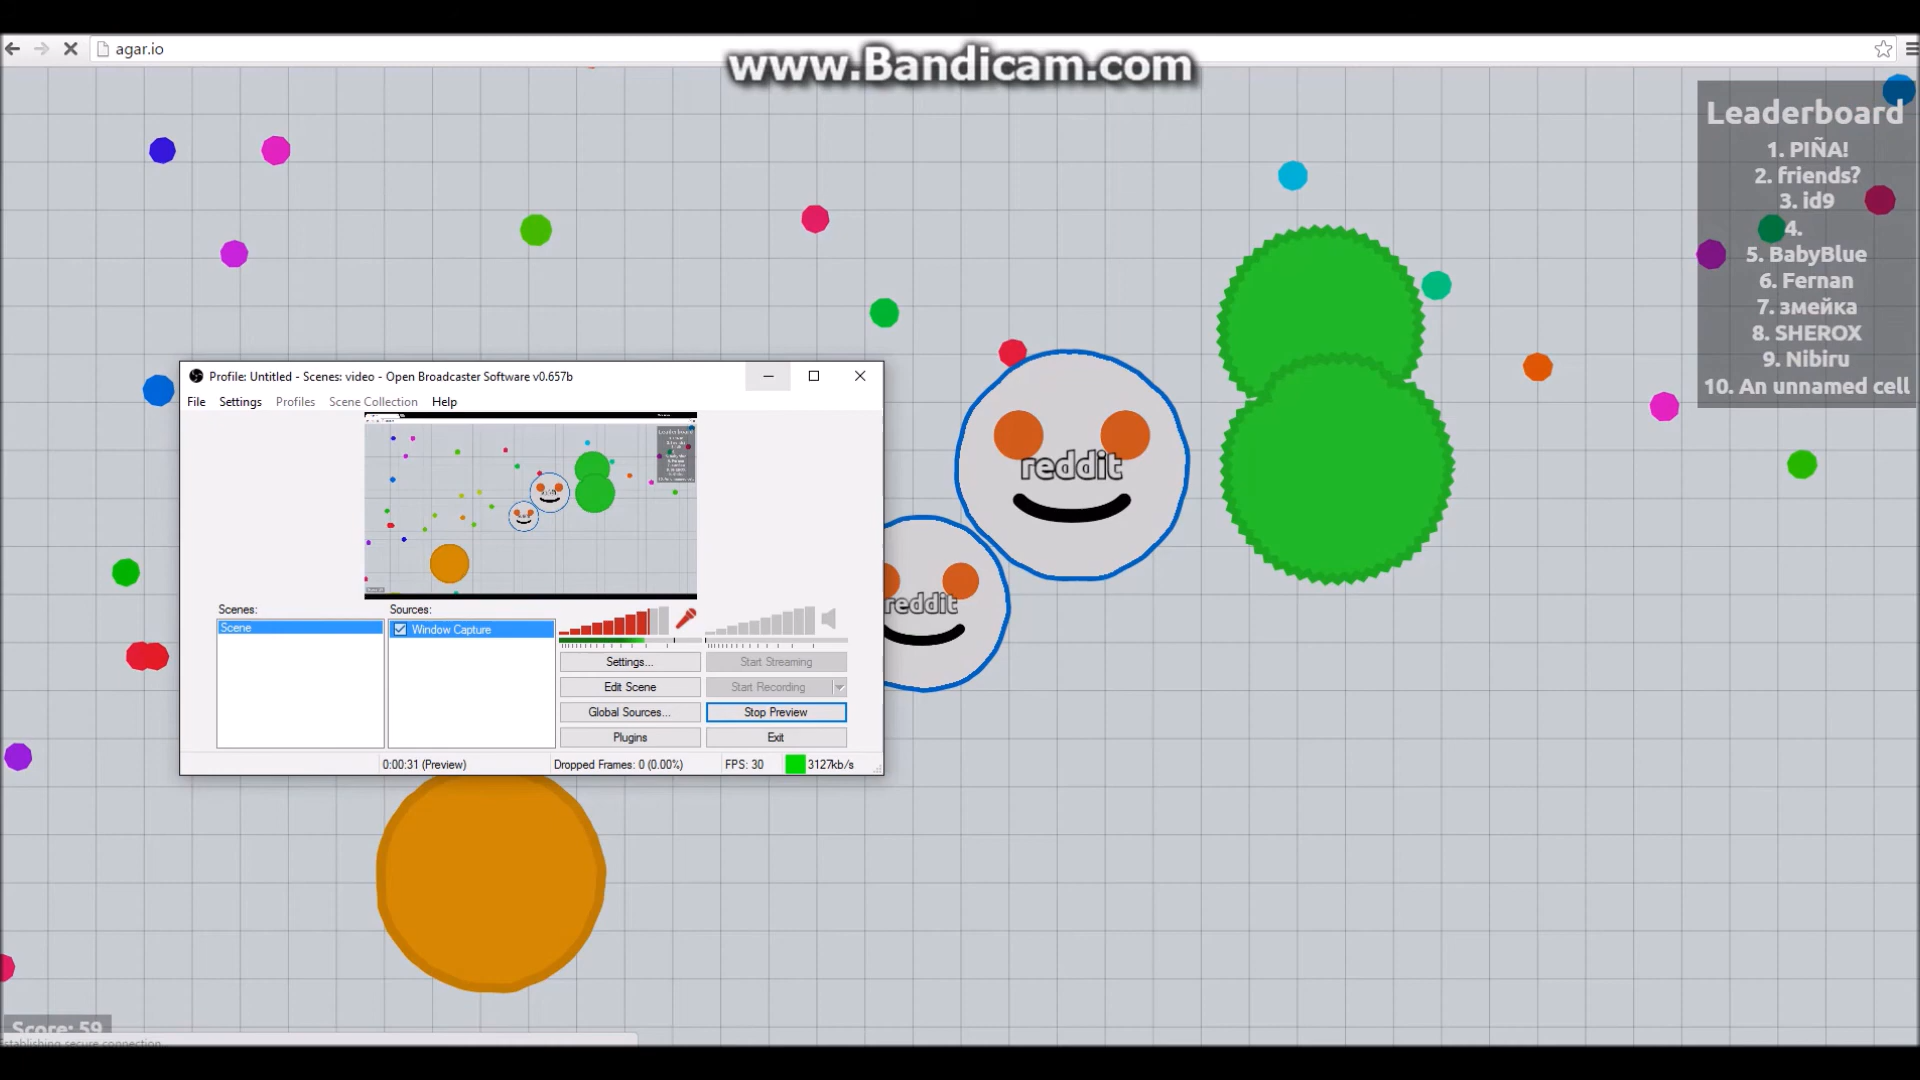 agar.io
www.Bandicam.com
Leaderboard
1. PIÑA!
2. friends?
3. id9
4.
5. BabyBlue
6. Fernan
7. змейка
8. SHEROX
9. Nibiru
10. An unnamed cell
Profile: Untitled - Scenes: video - Open Broadcaster Software v0.657b
File Settings Profiles Scene Collection Help
reddit
reddit
Scenes: Sources:
Scene
Window Capture
Settings... Start Streaming
Edit Scene Start Recording
Global Sources... Stop Preview
Plugins Exit
0:00:31 (Preview) Dropped Frames: 0 (0.00%) FPS: 30 3127kb/s
Score: 59
Establishing secure connection...